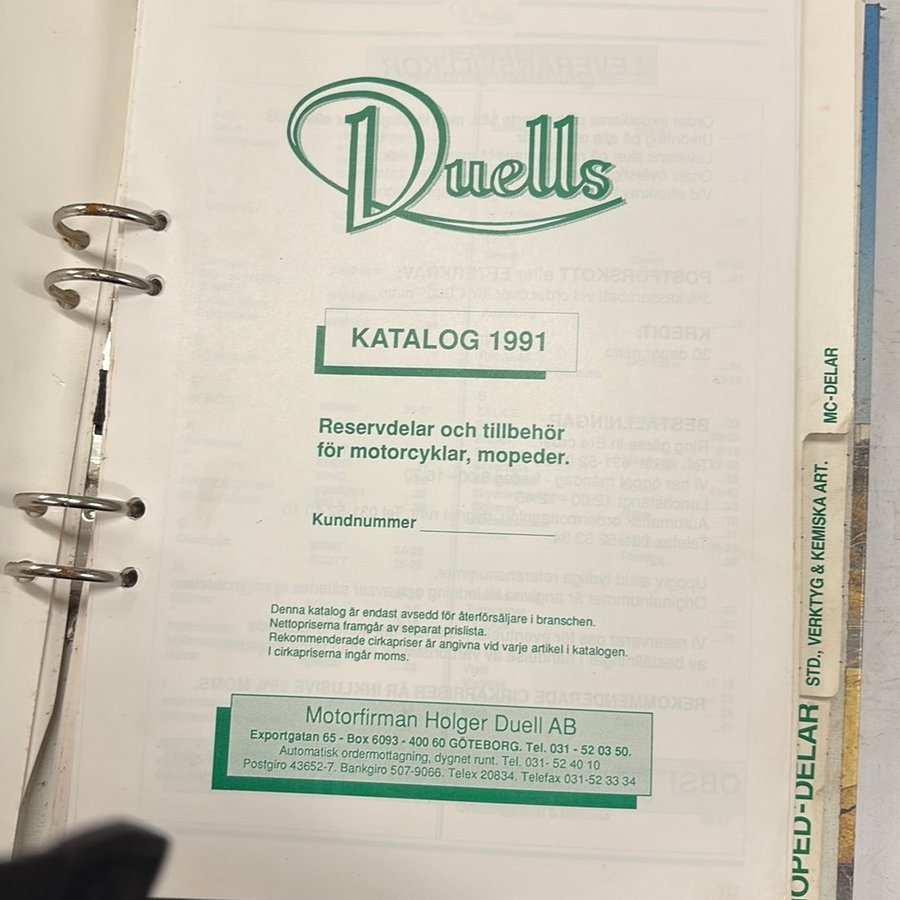 Duells
KATALOG 1991
Reservdelar och tillbehör
för motorcyklar, mopeder.
Kundnummer
Denna katalog är endast avsedd för återförsäljare i branschen.
Nettopriserna framgår av separat prislista.
Rekommenderade cirkapriser är angivna vid varje artikel i katalogen.
I cirkapriserna ingår moms.
Motorfirman Holger Duell AB
Exportgatan 65 - Box 6093 - 400 60 GÖTEBORG. Tel. 031 - 52 03 50.
Automatisk ordermottagning, dygnet runt. Tel. 031- 52 40 10
Postgiro 43652-7. Bankgiro 507-9066. Telex 20834. Telefax 031-52 33 34
MC-DELAR
STD., VERKTYG & KEMISKA ART.
OPED-DELAR